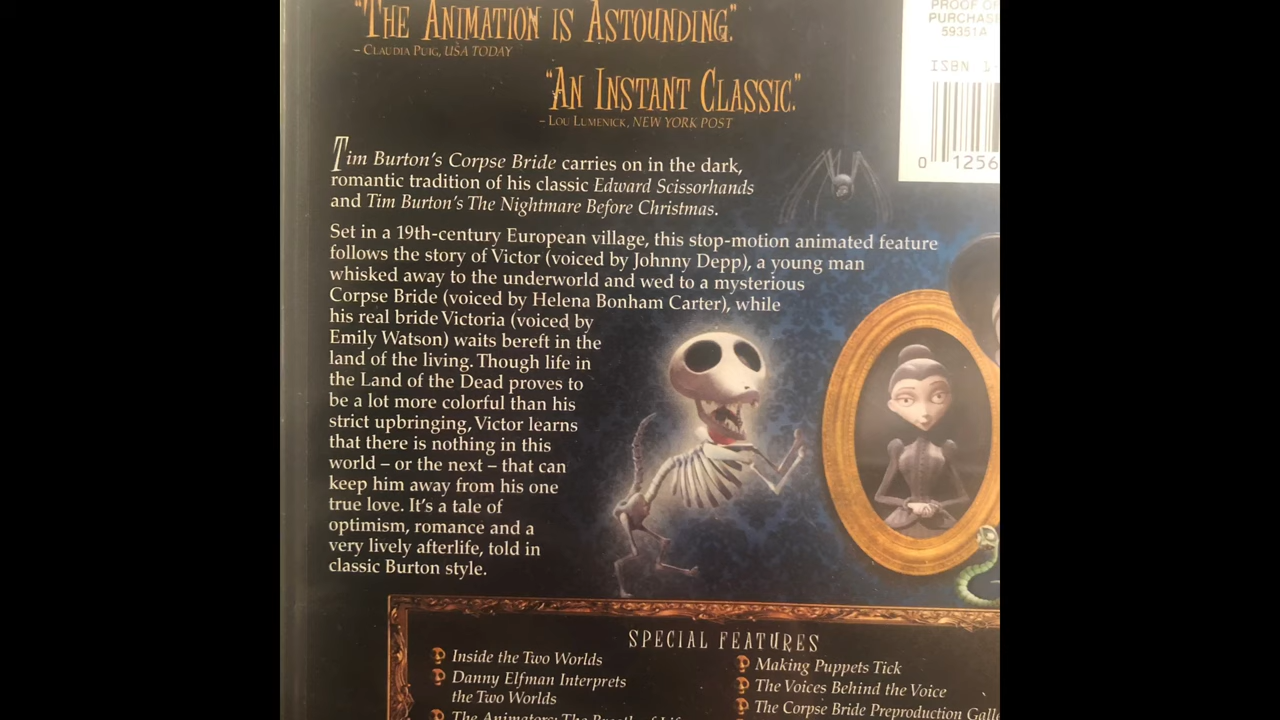 "THE ANIMATION IS ASTOUNDING."
– CLAUDIA PUIG, USA TODAY
"AN INSTANT CLASSIC."
– LOU LUMENICK, NEW YORK POST
PROOF OF
PURCHASE
59351A
ISBN 1-
0 1256
Tim Burton's Corpse Bride carries on in the dark,
romantic tradition of his classic Edward Scissorhands
and Tim Burton's The Nightmare Before Christmas.
Set in a 19th-century European village, this stop-motion animated feature
follows the story of Victor (voiced by Johnny Depp), a young man
whisked away to the underworld and wed to a mysterious
Corpse Bride (voiced by Helena Bonham Carter), while
his real bride Victoria (voiced by
Emily Watson) waits bereft in the
land of the living. Though life in
the Land of the Dead proves to
be a lot more colorful than his
strict upbringing, Victor learns
that there is nothing in this
world – or the next – that can
keep him away from his one
true love. It's a tale of
optimism, romance and a
very lively afterlife, told in
classic Burton style.
SPECIAL FEATURES
Inside the Two Worlds
Danny Elfman Interprets
the Two Worlds
The Animators: The Breath of Life
Making Puppets Tick
The Voices Behind the Voice
The Corpse Bride Preproduction Galle